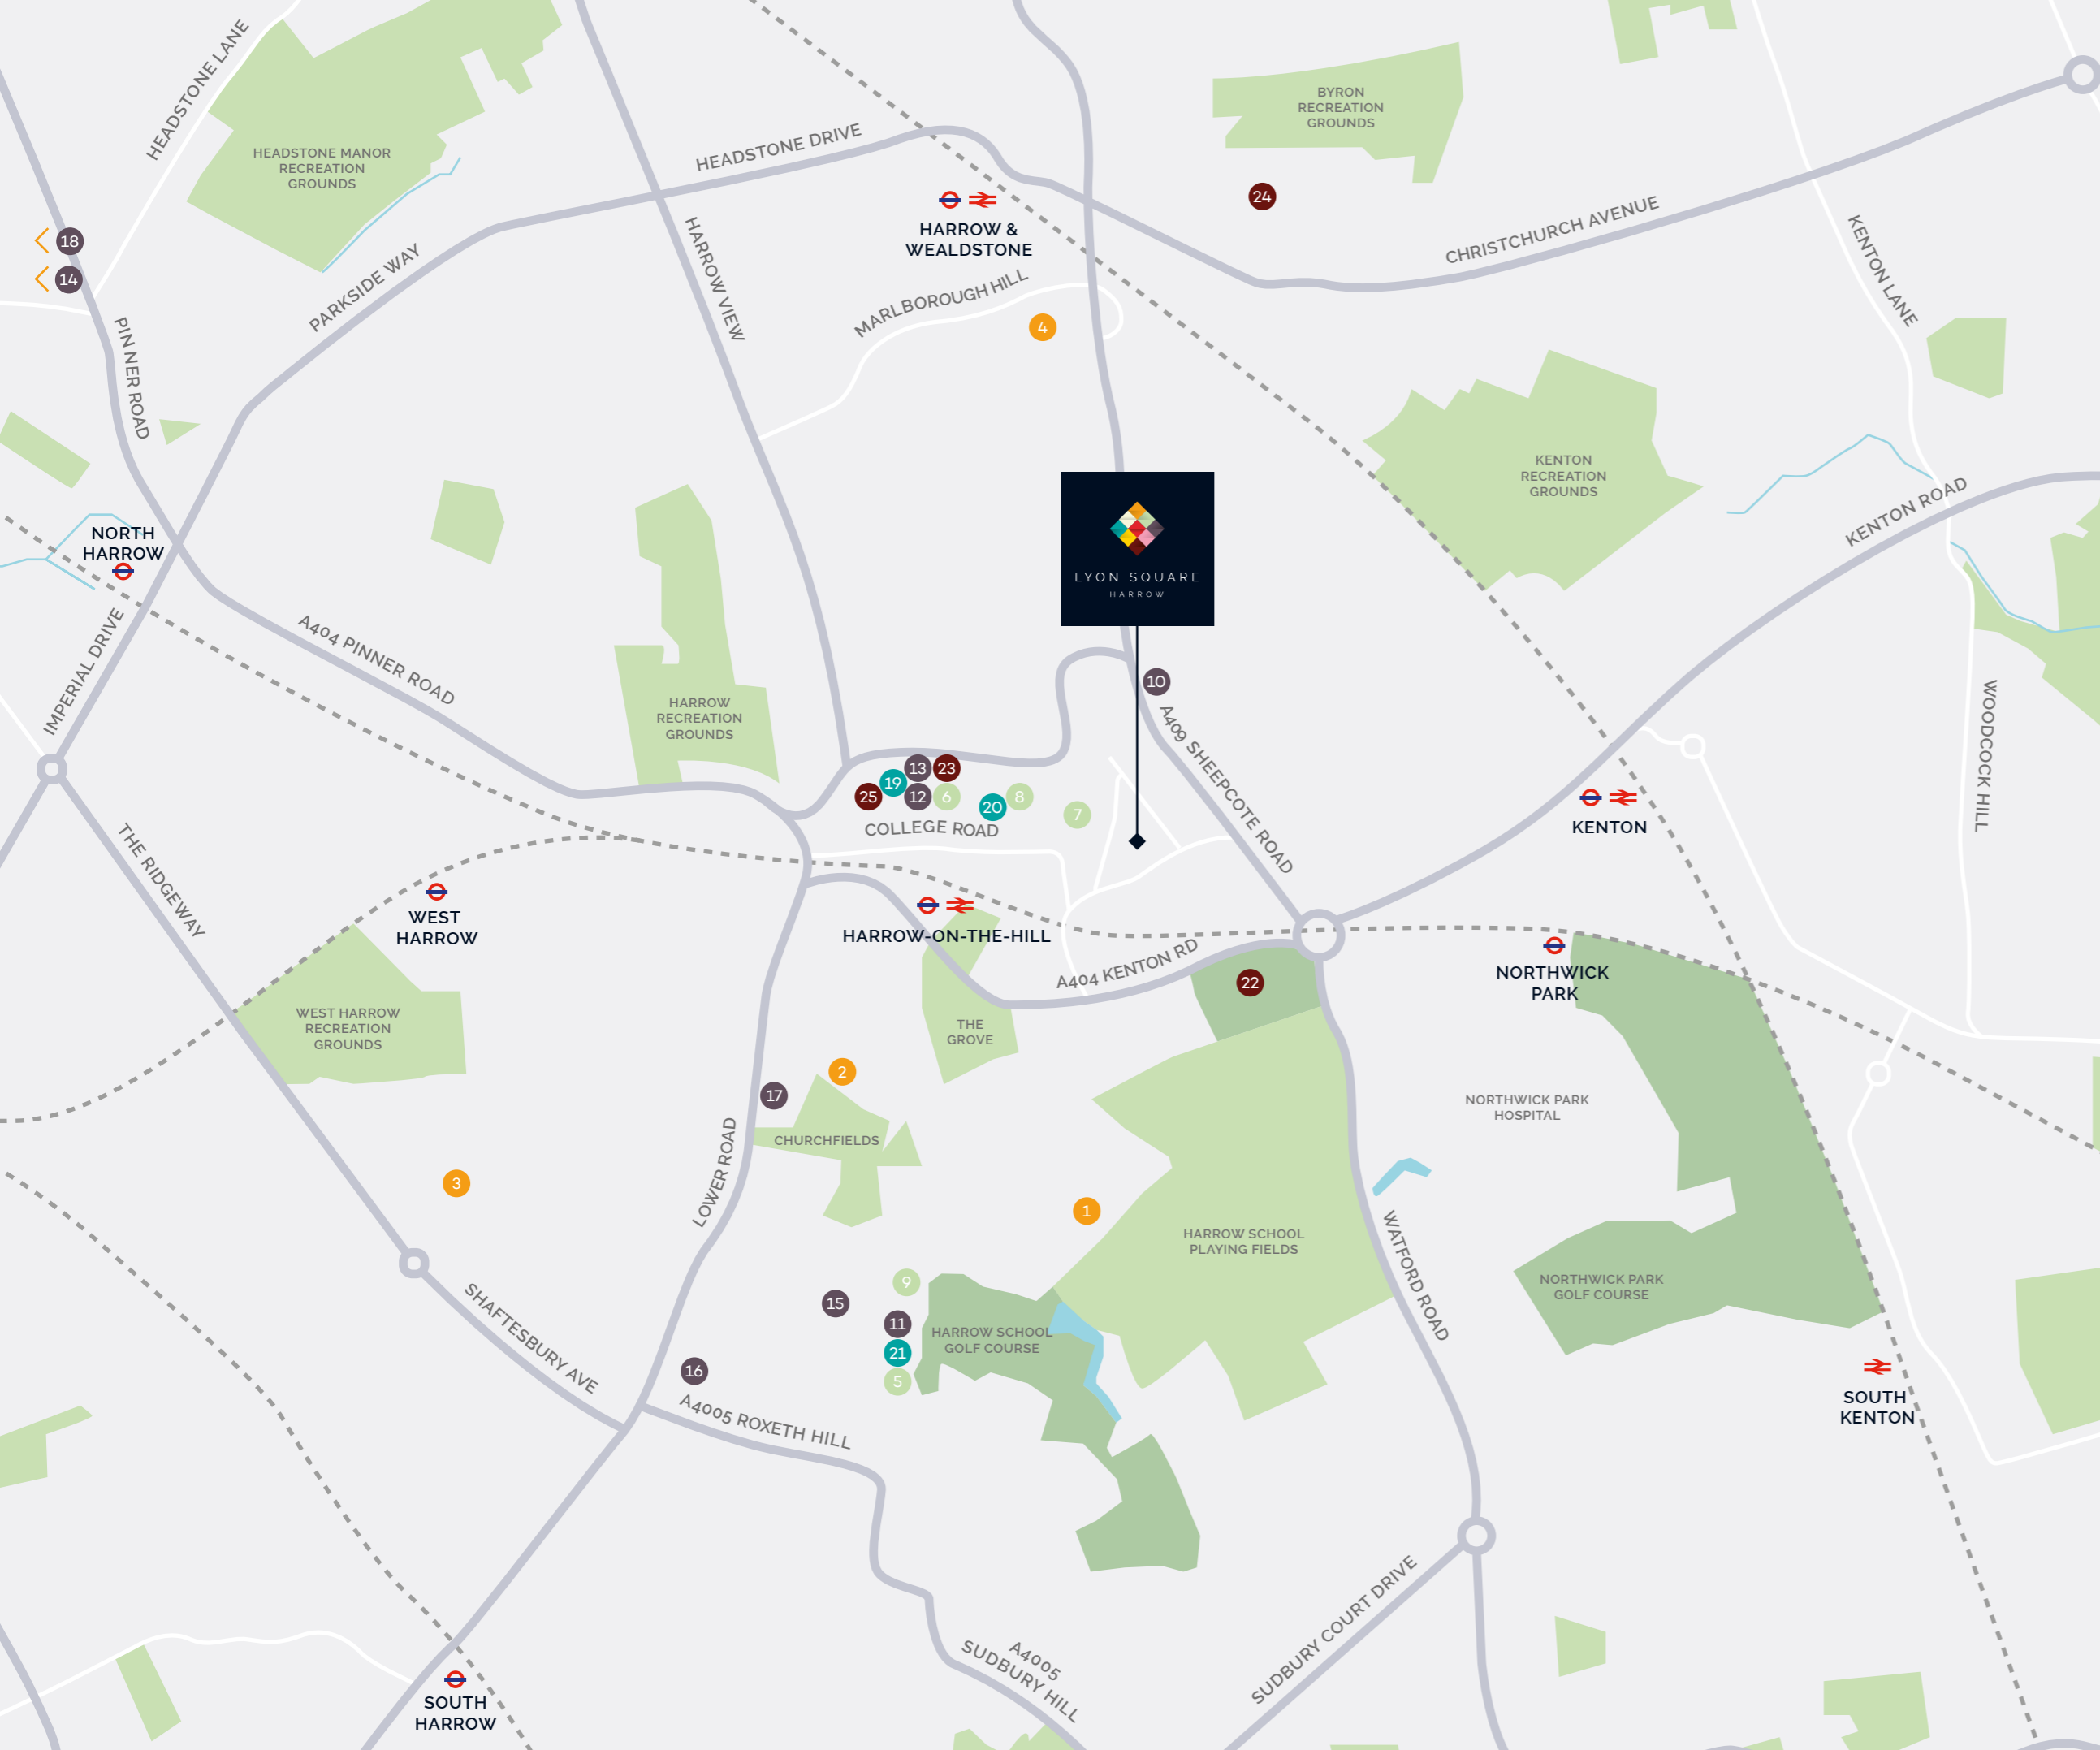 HEADSTONE LANE
HEADSTONE MANOR
RECREATION
GROUNDS
HEADSTONE DRIVE
BYRON
RECREATION
GROUNDS
24
HARROW &
WEALDSTONE
CHRISTCHURCH AVENUE
KENTON LANE
18
14
PARKSIDE WAY
HARROW VIEW
MARLBOROUGH HILL
4
PINNER ROAD
KENTON
RECREATION
GROUNDS
KENTON ROAD
NORTH
HARROW
LYON SQUARE
HARROW
IMPERIAL DRIVE
A404 PINNER ROAD
HARROW
RECREATION
GROUNDS
10
A409 SHEEPCOTE ROAD
WOODCOCK HILL
13
23
19
25
12
6
20
8
7
COLLEGE ROAD
KENTON
THE RIDGEWAY
WEST
HARROW
HARROW-ON-THE-HILL
A404 KENTON RD
22
NORTHWICK
PARK
WEST HARROW
RECREATION
GROUNDS
THE
GROVE
2
17
CHURCHFIELDS
NORTHWICK PARK
HOSPITAL
LOWER ROAD
3
1
HARROW SCHOOL
PLAYING FIELDS
WATFORD ROAD
NORTHWICK PARK
GOLF COURSE
9
15
11
21
5
HARROW SCHOOL
GOLF COURSE
SHAFTESBURY AVE
16
A4005 ROXETH HILL
SOUTH
KENTON
A4005
SUDBURY HILL
SUDBURY COURT DRIVE
SOUTH
HARROW